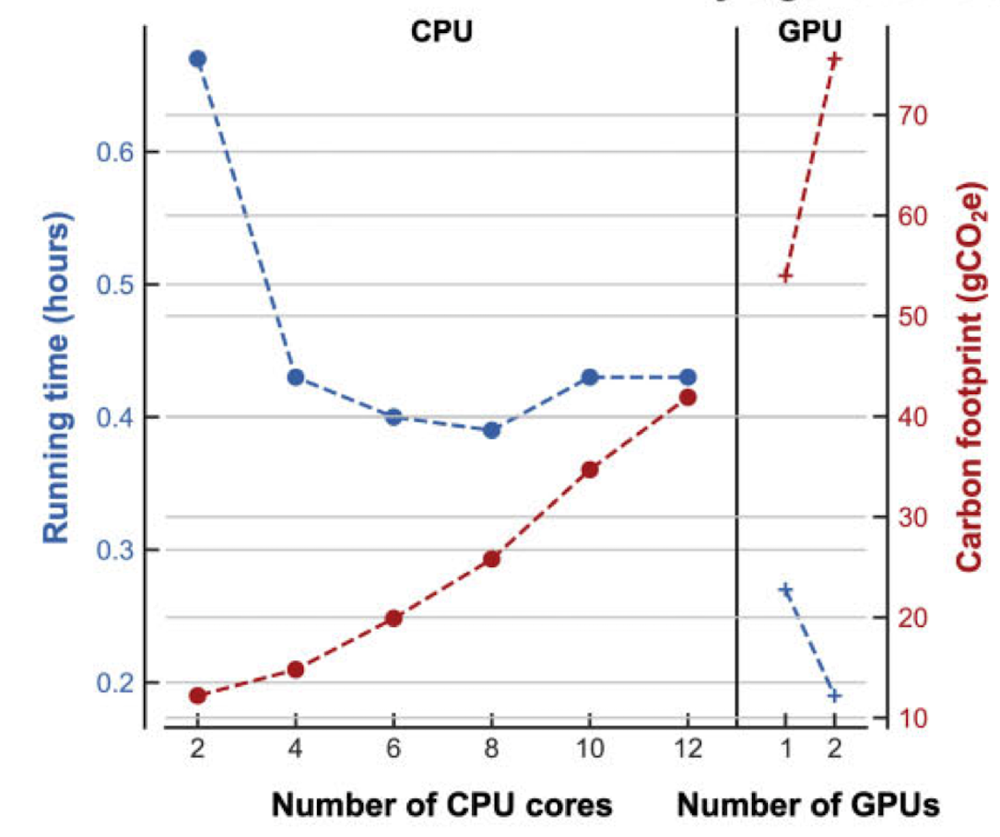 CPU
GPU
0.6
0.5
0.4
0.3
0.2
Running time (hours)
70
60
50
40
30
20
10
Carbon footprint (gCO₂e)
2 4 6 8 10 12 1 2
Number of CPU cores
Number of GPUs